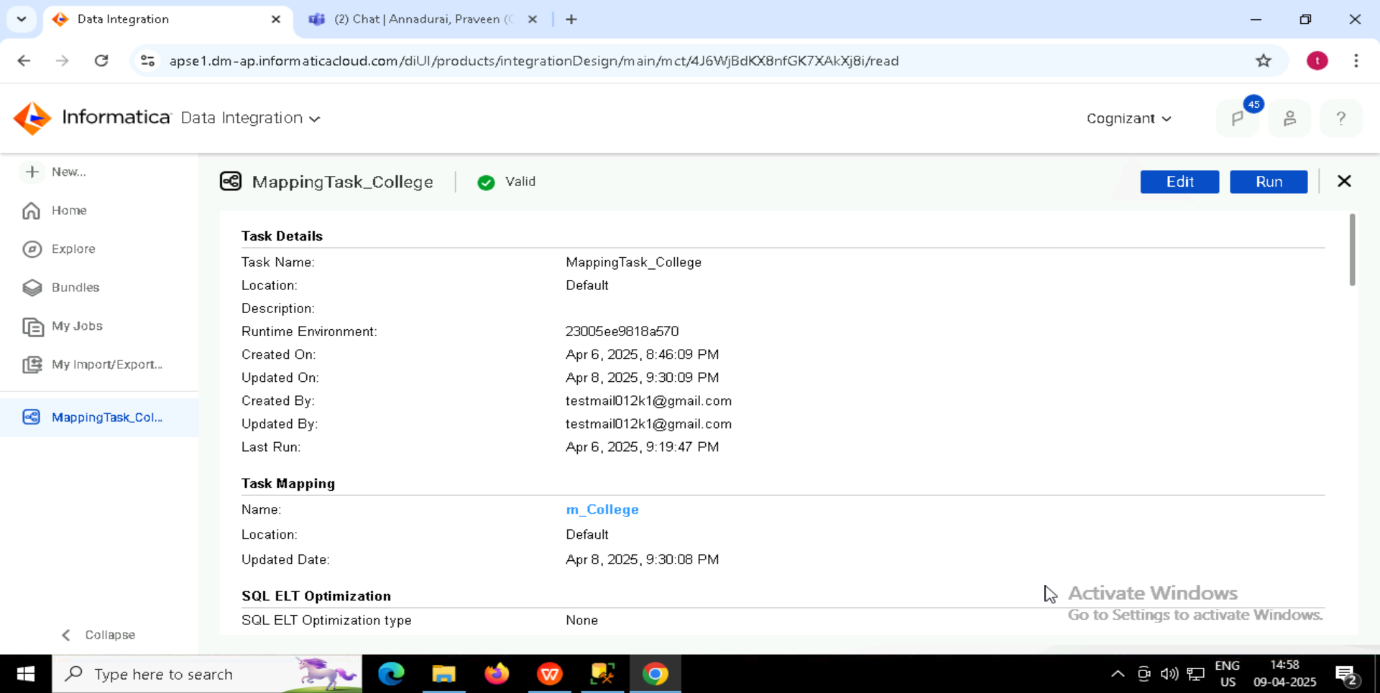 Data Integration
(2) Chat | Annadurai, Praveen (C
apse1.dm-ap.informaticacloud.com/diUI/products/integrationDesign/main/mct/4J6WjBdKX8nfGK7XAkXj8i/read
t
Informatica Data Integration
Cognizant
45
?
New...
Home
Explore
Bundles
My Jobs
My Import/Export...
MappingTask_Col...
Collapse
MappingTask_College
Valid
Edit
Run
Task Details
Task Name: MappingTask_College
Location: Default
Description:
Runtime Environment: 23005ee9818a570
Created On: Apr 6, 2025, 8:46:09 PM
Updated On: Apr 8, 2025, 9:30:09 PM
Created By: testmail012k1@gmail.com
Updated By: testmail012k1@gmail.com
Last Run: Apr 6, 2025, 9:19:47 PM
Task Mapping
Name: m_College
Location: Default
Updated Date: Apr 8, 2025, 9:30:08 PM
SQL ELT Optimization
SQL ELT Optimization type None
Activate Windows
Go to Settings to activate Windows.
Type here to search
W
ENG
US
14:58
09-04-2025
2